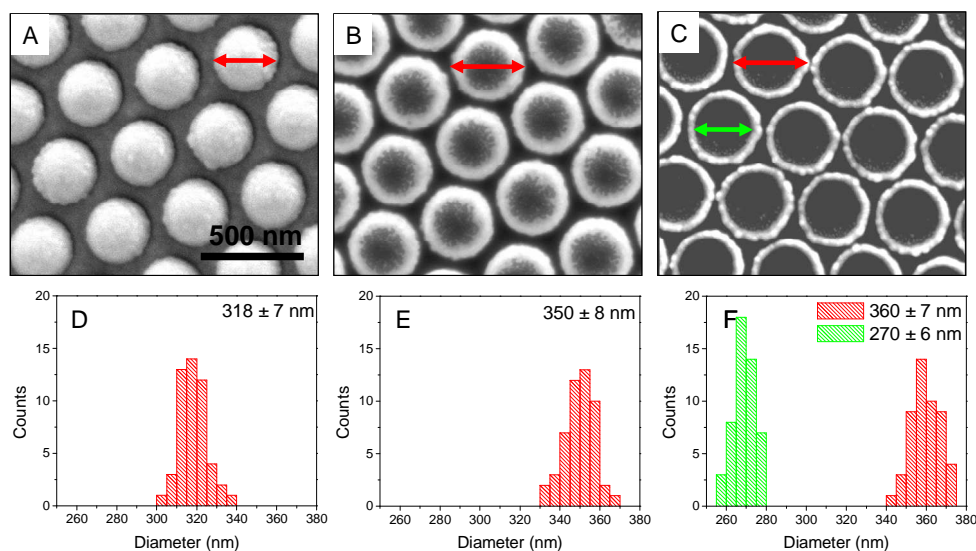 A
B
C
500 nm
D
318 ± 7 nm
Counts
20
15
10
5
0
260 280 300 320 340 360 380
Diameter (nm)
E
350 ± 8 nm
Counts
20
15
10
5
0
260 280 300 320 340 360 380
Diameter (nm)
F
360 ± 7 nm
270 ± 6 nm
Counts
20
15
10
5
0
260 280 300 320 340 360 380
Diameter (nm)